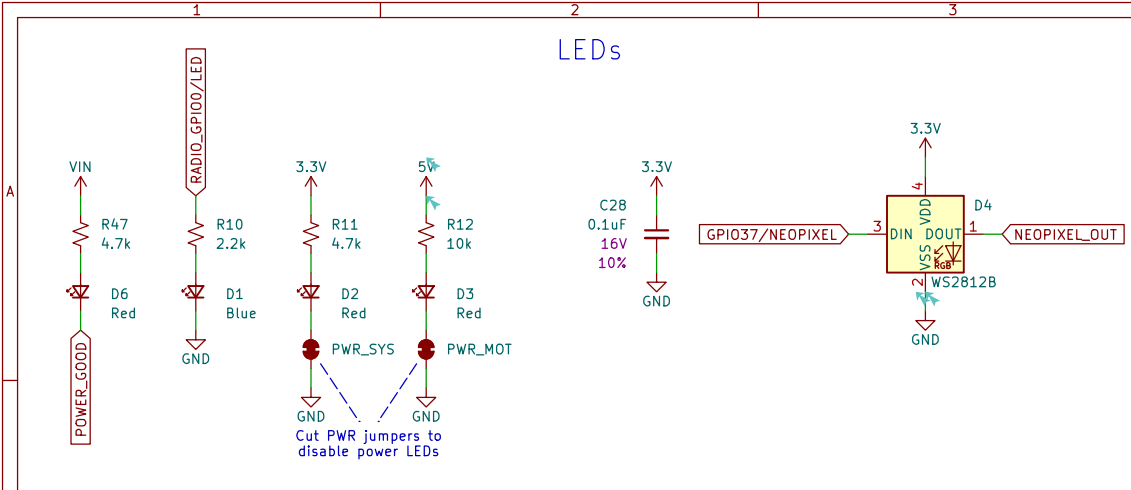 1
2
3
A
LEDs
RADIO_GPIO0/LED
VIN
R47
4.7k
D6
Red
POWER_GOOD
R10
2.2k
D1
Blue
GND
3.3V
R11
4.7k
D2
Red
PWR_SYS
GND
5V
R12
10k
D3
Red
PWR_MOT
GND
Cut PWR jumpers to
disable power LEDs
3.3V
C28
0.1uF
16V
10%
GND
3.3V
4
D4
VDD
GPIO37/NEOPIXEL
3
DIN
DOUT
1
NEOPIXEL_OUT
VSS
RGB
2
WS2812B
GND